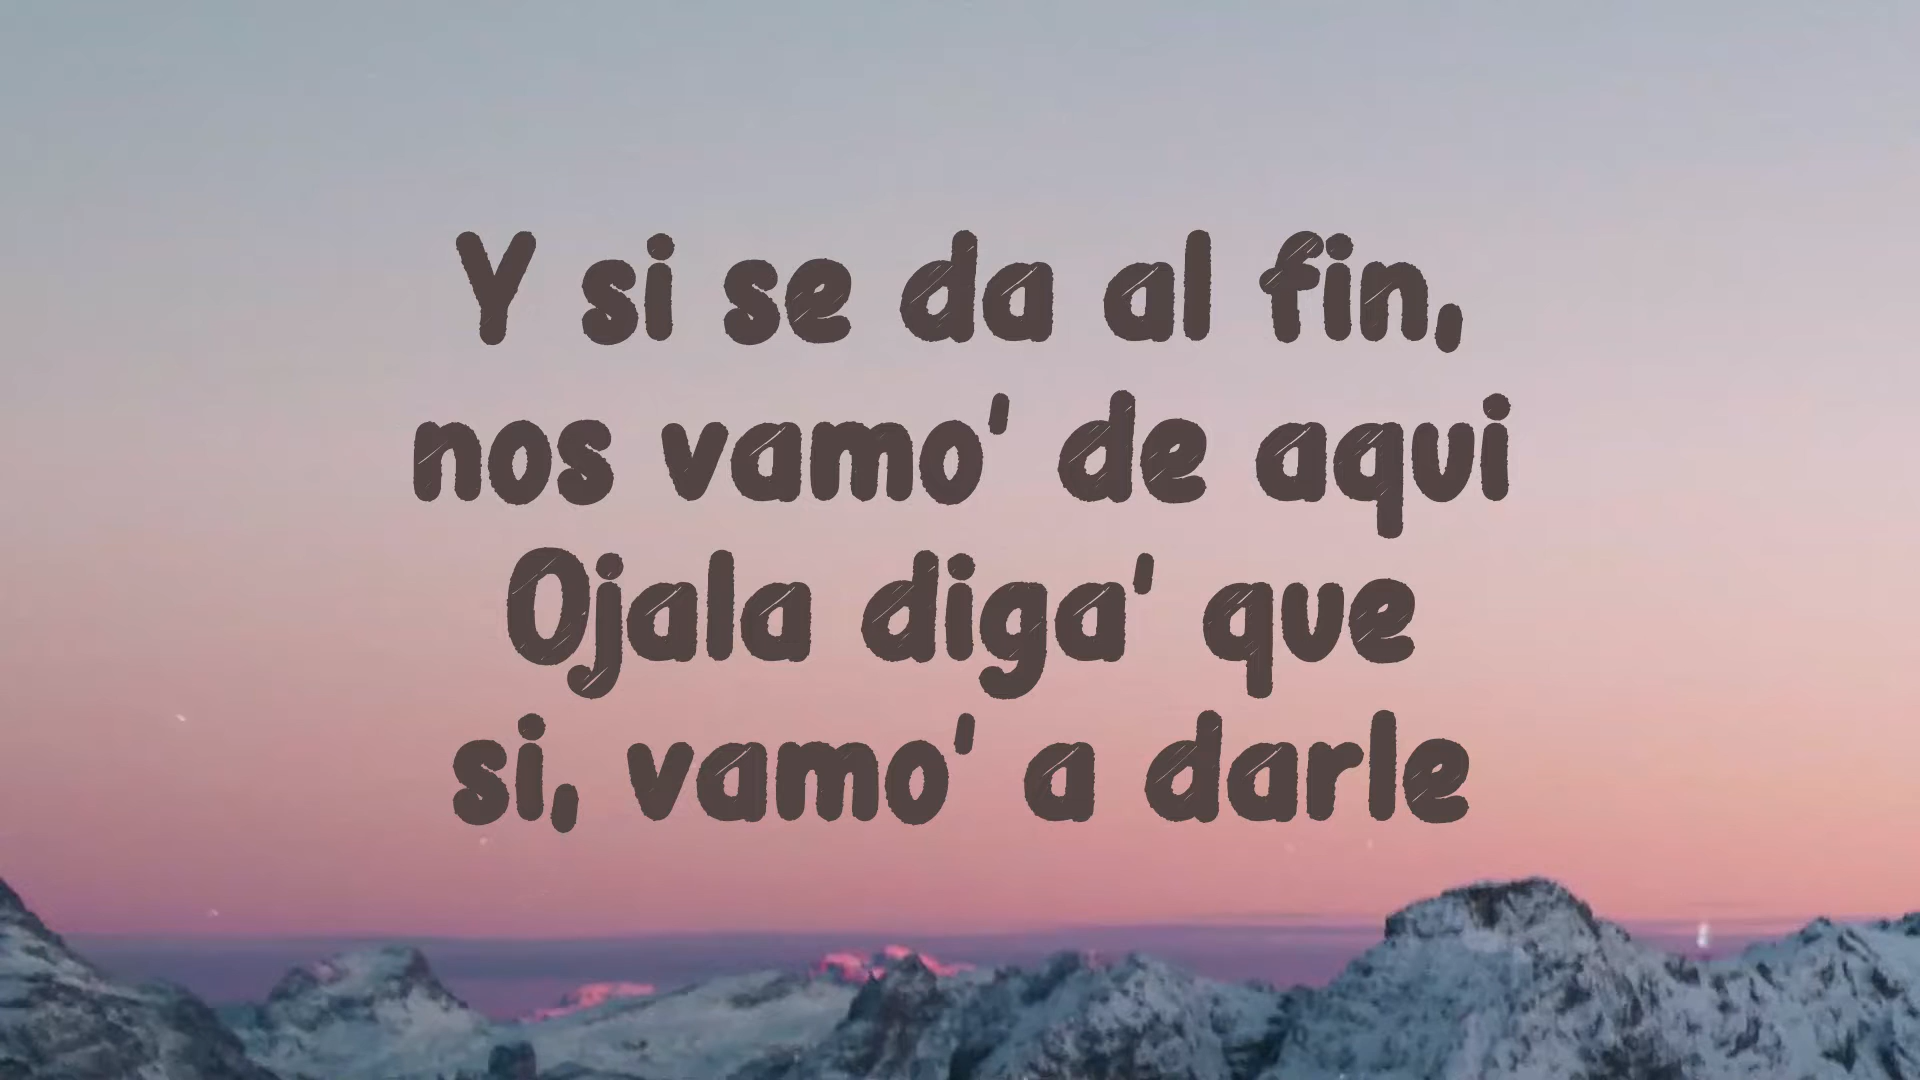 Y si se da al fin,
nos vamo' de aqui
Ojala diga' que
si, vamo' a darle